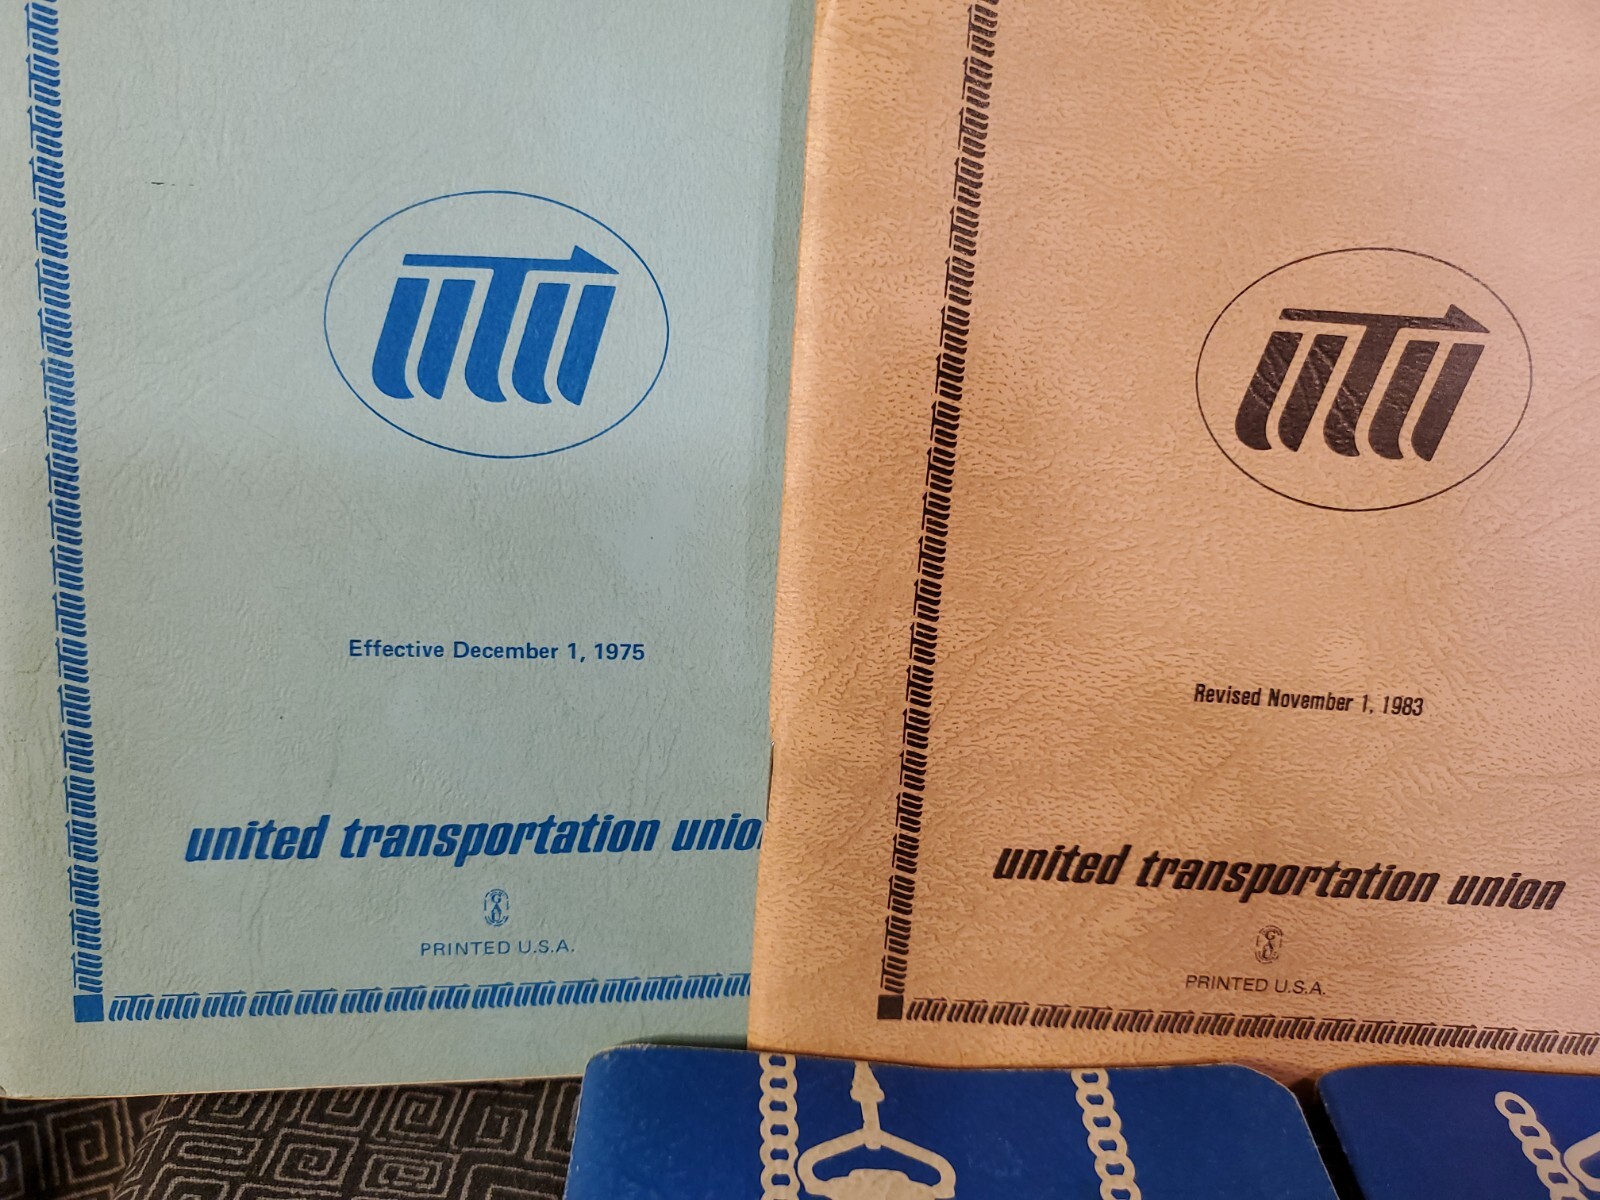 UTU
Effective December 1, 1975
united transportation unio
PRINTED U.S.A.
UTU
Revised November 1, 1983
united transportation union
PRINTED U.S.A.